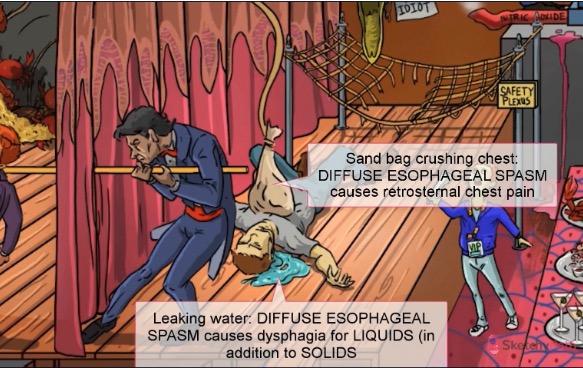 IDIOT
NITRIC OXIDE
SAFETY
PLEXUS
Sand bag crushing chest:
DIFFUSE ESOPHAGEAL SPASM
causes retrosternal chest pain
VIP
Leaking water: DIFFUSE ESOPHAGEAL
SPASM causes dysphagia for LIQUIDS (in
addition to SOLIDS
Sketchy